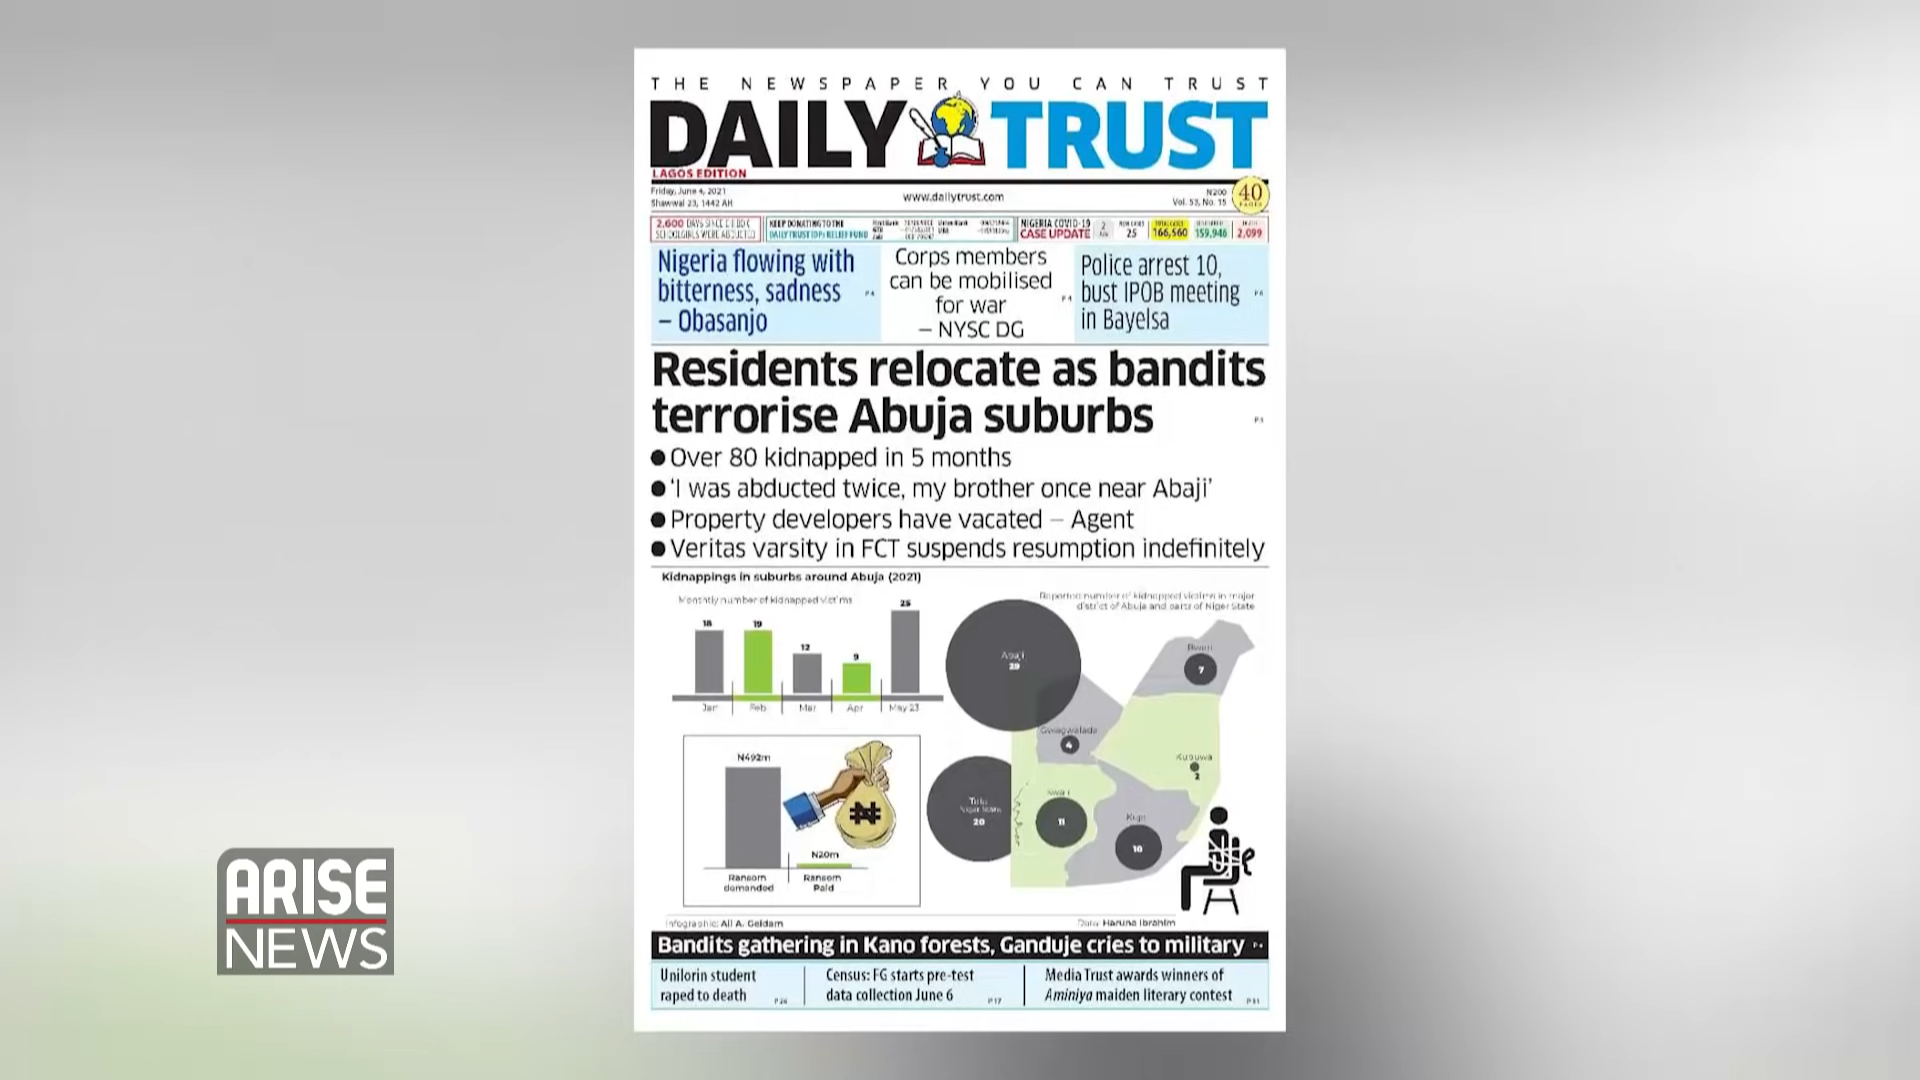 THE NEWSPAPER YOU CAN TRUST
DAILY TRUST
LAGOS EDITION
Friday, June 4, 2021
Shawwal 23, 1442 AH
www.dailytrust.com
N200
Vol. 53, No. 15
40
PAGES
2,600 DAYS SINCE
SCHOOLGIRLS WERE ABDUCTED
KEEP DONATING TO THE
DAILY TRUST IDPs RELIEF FUND
NIGERIA COVID-19
CASE UPDATE
2
NEW CASES
25
166,560
159,946
2,099
Nigeria flowing with
bitterness, sadness
– Obasanjo
Corps members
can be mobilised
for war
– NYSC DG
Police arrest 10,
bust IPOB meeting
in Bayelsa
Residents relocate as bandits
terrorise Abuja suburbs
● Over 80 kidnapped in 5 months
● ‘I was abducted twice, my brother once near Abaji’
● Property developers have vacated – Agent
● Veritas varsity in FCT suspends resumption indefinitely
Kidnappings in suburbs around Abuja (2021)
Monthly number of kidnapped victims
18
19
12
9
25
Jan
Feb
Mar
Apr
May 23
Reported number of kidnapped victims in major
district of Abuja and parts of Niger State
Abaji
29
Bwari
7
Gwagwalada
4
Kubuwa
2
Niger State
20
Kwali
11
Kuje
N492m
N20m
Ransom
demanded
Ransom
Paid
₦
Infographic: All A. Geidam
Data: Haruna Ibrahim
Bandits gathering in Kano forests, Ganduje cries to military
Unilorin student
raped to death
Census: FG starts pre-test
data collection June 6
P17
Media Trust awards winners of
Aminiya maiden literary contest
ARISE
NEWS